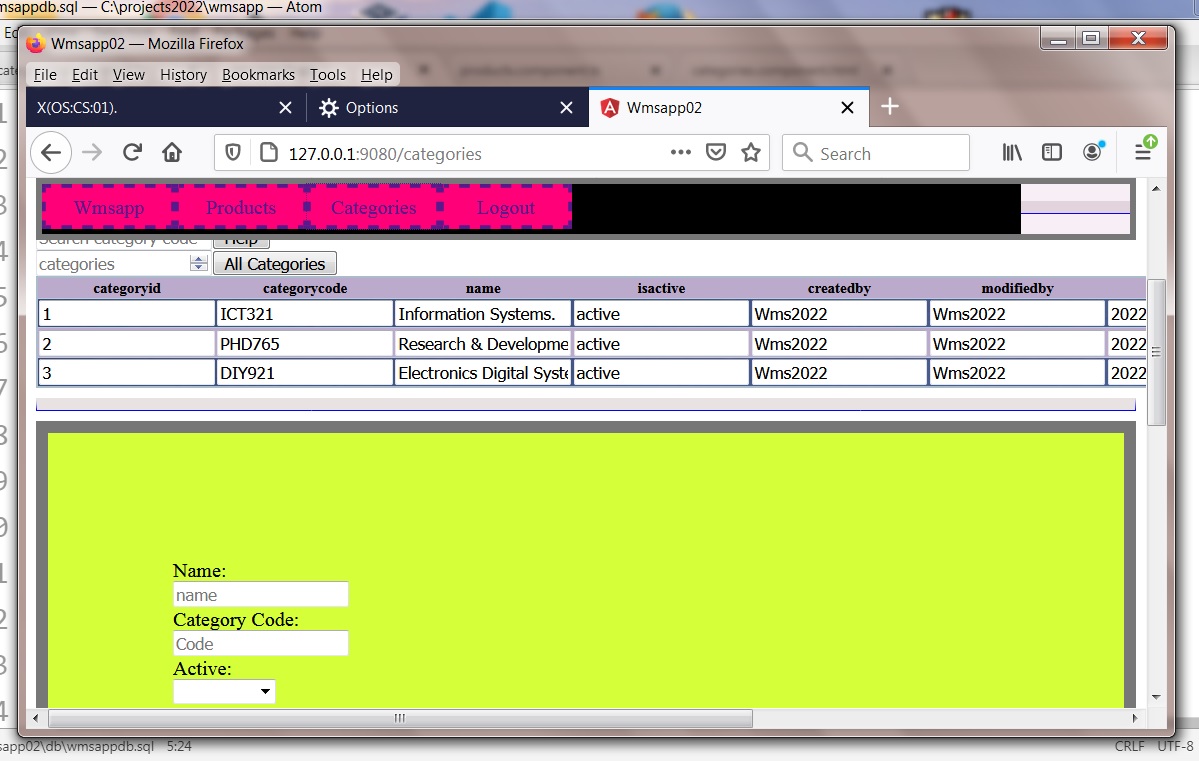 msappdb.sql — C:\projects2022\wmsapp — Atom
Wmsapp02 — Mozilla Firefox
File Edit View History Bookmarks Tools Help
X(OS:CS:01). Options Wmsapp02
127.0.0.1:9080/categories Search
Wmsapp Products Categories Logout
Search category code Help
categories All Categories
categoryid categorycode name isactive createdby modifiedby
1 ICT321 Information Systems. active Wms2022 Wms2022 2022
2 PHD765 Research & Developme active Wms2022 Wms2022 2022
3 DIY921 Electronics Digital Syste active Wms2022 Wms2022 2022
Name:
name
Category Code:
Code
Active:
sapp02\db\wmsappdb.sql 5:24 CRLF UTF-8